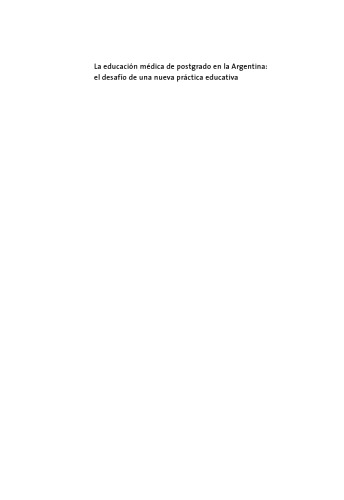 La educación médica de postgrado en la Argentina:
el desafío de una nueva práctica educativa